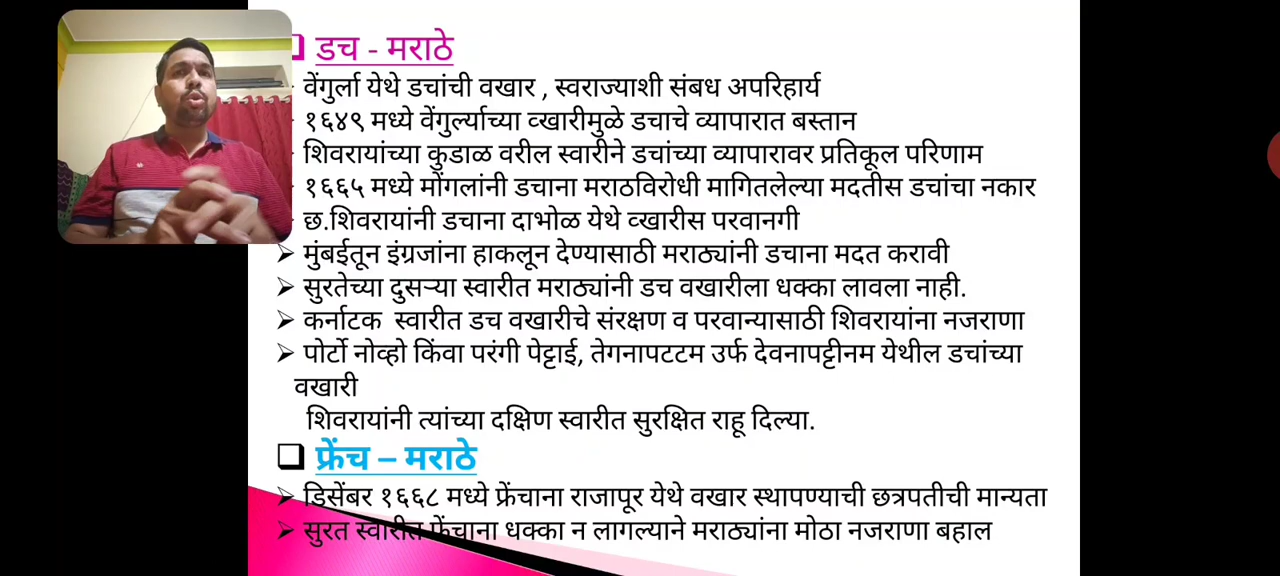 डच - मराठे
वेंगुर्ला येथे डचांची वखार , स्वराज्याशी संबध अपरिहार्य
१६४९ मध्ये वेंगुर्ल्याच्या व्खारीमुळे डचाचे व्यापारात बस्तान
शिवरायांच्या कुडाळ वरील स्वारीने डचांच्या व्यापारावर प्रतिकूल परिणाम
१६६५ मध्ये मोंगलांनी डचाना मराठविरोधी मागितलेल्या मदतीस डचांचा नकार
छ.शिवरायांनी डचाना दाभोळ येथे व्खारीस परवानगी
मुंबईतून इंग्रजांना हाकलून देण्यासाठी मराठ्यांनी डचाना मदत करावी
सुरतेच्या दुसऱ्या स्वारीत मराठ्यांनी डच वखारीला धक्का लावला नाही.
कर्नाटक स्वारीत डच वखारीचे संरक्षण व परवान्यासाठी शिवरायांना नजराणा
पोर्टो नोव्हो किंवा परंगी पेट्टाई, तेगनापटटम उर्फ देवनापट्टीनम येथील डचांच्या
वखारी
शिवरायांनी त्यांच्या दक्षिण स्वारीत सुरक्षित राहू दिल्या.
फ्रेंच – मराठे
डिसेंबर १६६८ मध्ये फ्रेंचाना राजापूर येथे वखार स्थापण्याची छत्रपतीची मान्यता
सुरत स्वारीत फ्रेंचाना धक्का न लागल्याने मराठ्यांना मोठा नजराणा बहाल